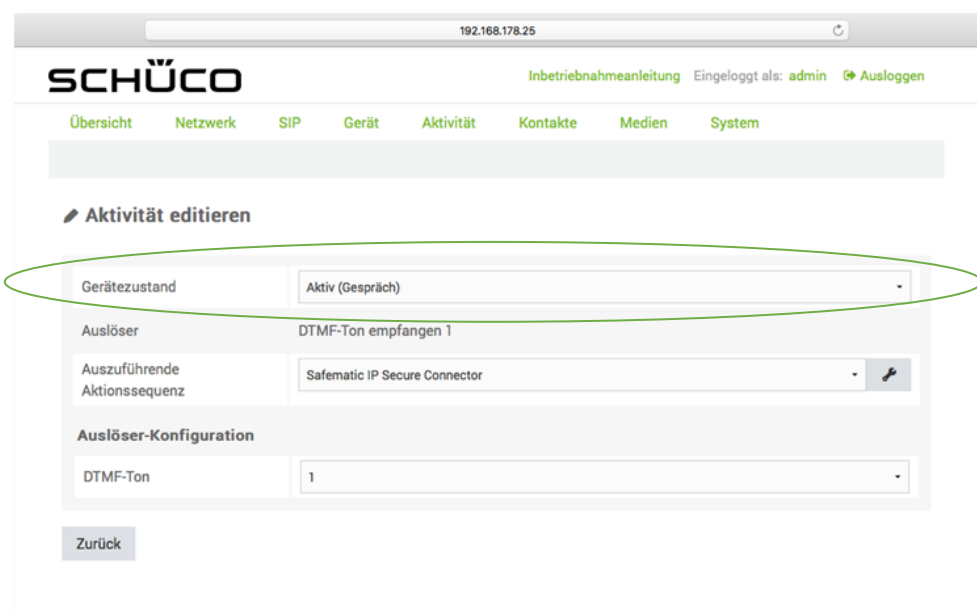 192.168.178.25
SCHÜCO
Inbetriebnahmeanleitung Eingeloggt als: admin Ausloggen
Übersicht Netzwerk SIP Gerät Aktivität Kontakte Medien System
Aktivität editieren
Gerätezustand Aktiv (Gespräch)
Auslöser DTMF-Ton empfangen 1
Auszuführende
Aktionssequenz
Safematic IP Secure Connector
Auslöser-Konfiguration
DTMF-Ton 1
Zurück